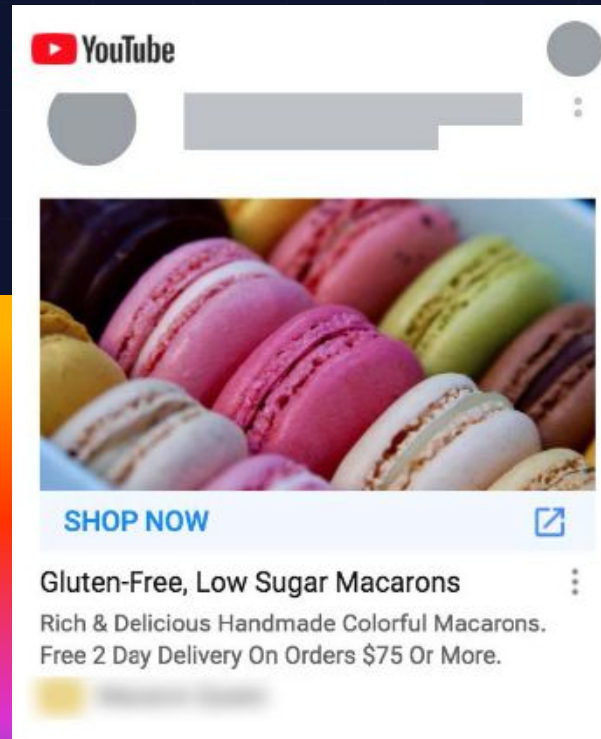 YouTube
SHOP NOW
Gluten-Free, Low Sugar Macarons
Rich & Delicious Handmade Colorful Macarons.
Free 2 Day Delivery On Orders $75 Or More.